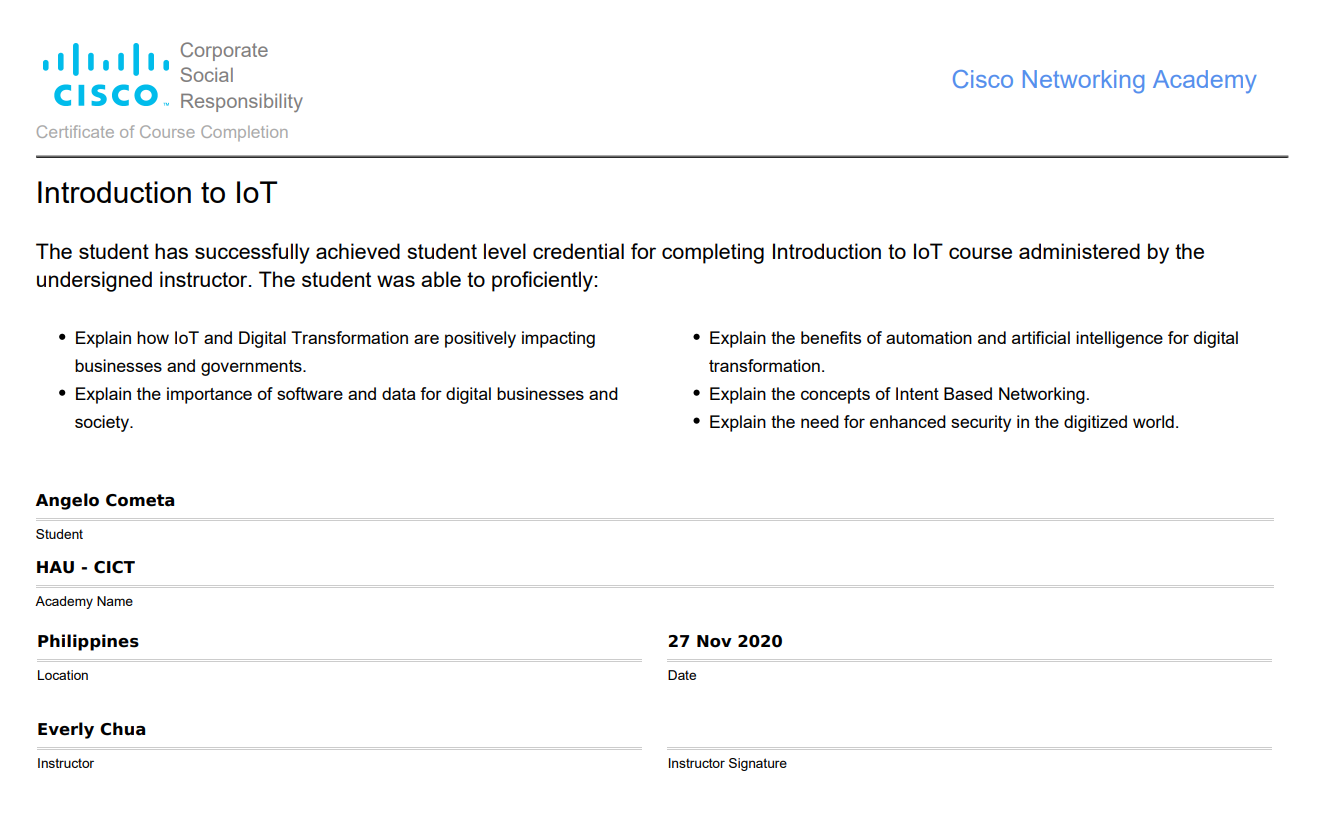 CISCO
Corporate
Social
Responsibility
Cisco Networking Academy
Certificate of Course Completion
Introduction to IoT
The student has successfully achieved student level credential for completing Introduction to IoT course administered by the
undersigned instructor. The student was able to proficiently:
• Explain how IoT and Digital Transformation are positively impacting
businesses and governments.
• Explain the importance of software and data for digital businesses and
society.
• Explain the benefits of automation and artificial intelligence for digital
transformation.
• Explain the concepts of Intent Based Networking.
• Explain the need for enhanced security in the digitized world.
Angelo Cometa
Student
HAU - CICT
Academy Name
Philippines
Location
27 Nov 2020
Date
Everly Chua
Instructor
Instructor Signature